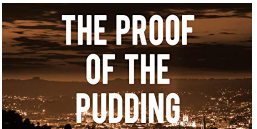 THE PROOF
OF THE
PUDDING